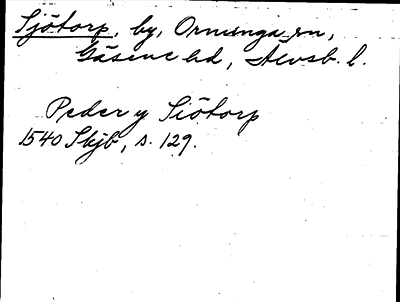 Sjötorp, by, Ornunga sn,
Gäsene hd, Älvsb. l.
Peder y Siötorp
1540 Skjb, s. 129.